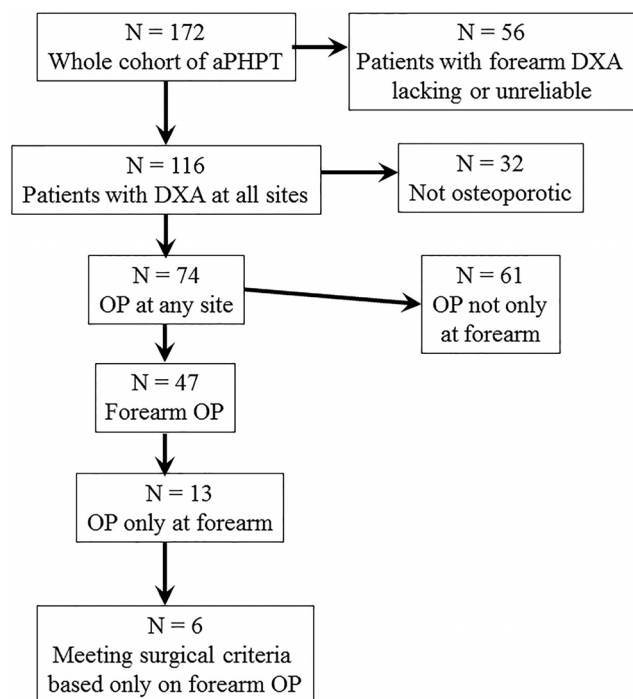 N = 172
Whole cohort of aPHPT
N = 56
Patients with forearm DXA
lacking or unreliable
N = 116
Patients with DXA at all sites
N = 32
Not osteoporotic
N = 74
OP at any site
N = 61
OP not only
at forearm
N = 47
Forearm OP
N = 13
OP only at forearm
N = 6
Meeting surgical criteria
based only on forearm OP